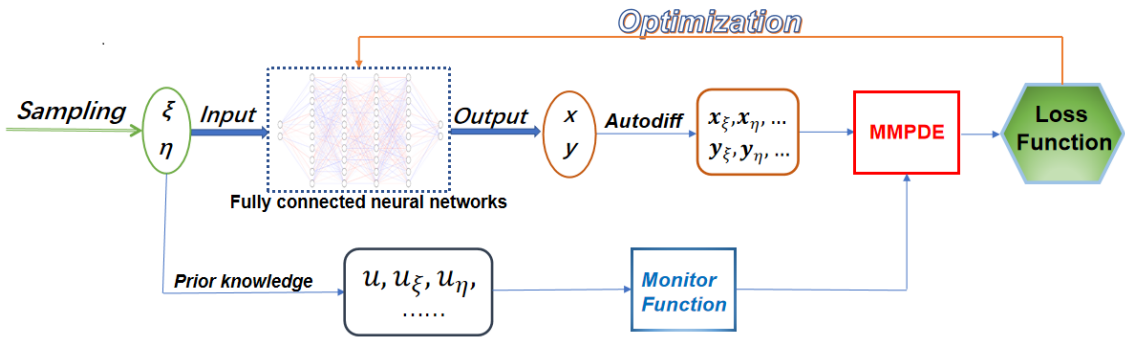 Optimization
Sampling
ξ
η
Input
Output
x
y
Autodiff
x_ξ, x_η, ...
y_ξ, y_η, ...
MMPDE
Loss
Function
Fully connected neural networks
Prior knowledge
u, u_ξ, u_η,
......
Monitor
Function